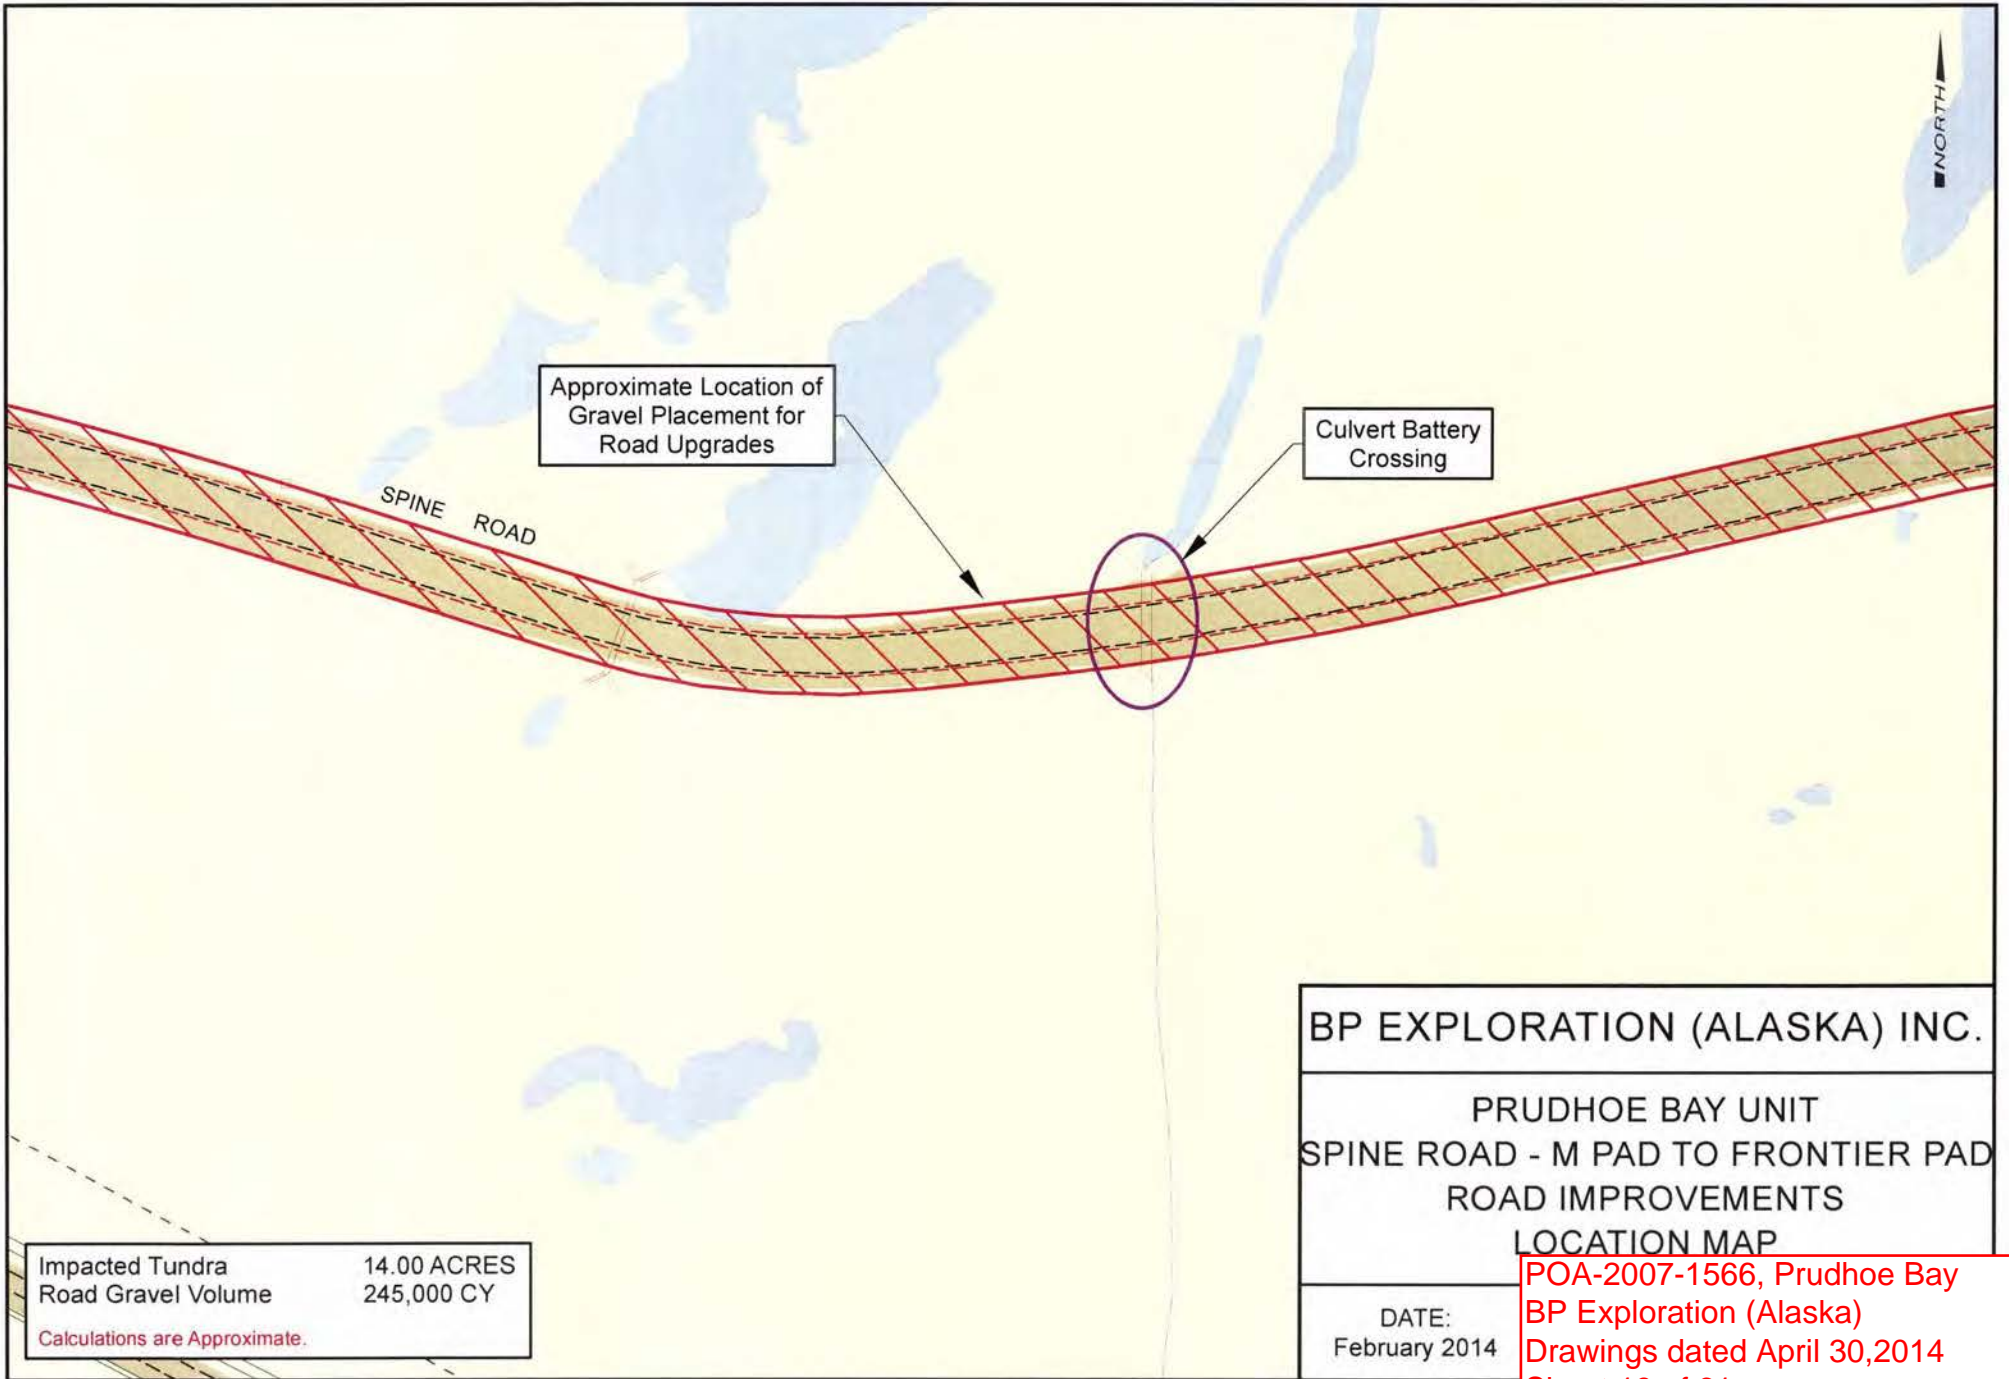 NORTH
Approximate Location of
Gravel Placement for
Road Upgrades
Culvert Battery
Crossing
SPINE ROAD
BP EXPLORATION (ALASKA) INC.
PRUDHOE BAY UNIT
SPINE ROAD - M PAD TO FRONTIER PAD
ROAD IMPROVEMENTS
LOCATION MAP
Impacted Tundra 14.00 ACRES
Road Gravel Volume 245,000 CY
Calculations are Approximate.
DATE:
February 2014
POA-2007-1566, Prudhoe Bay
BP Exploration (Alaska)
Drawings dated April 30,2014